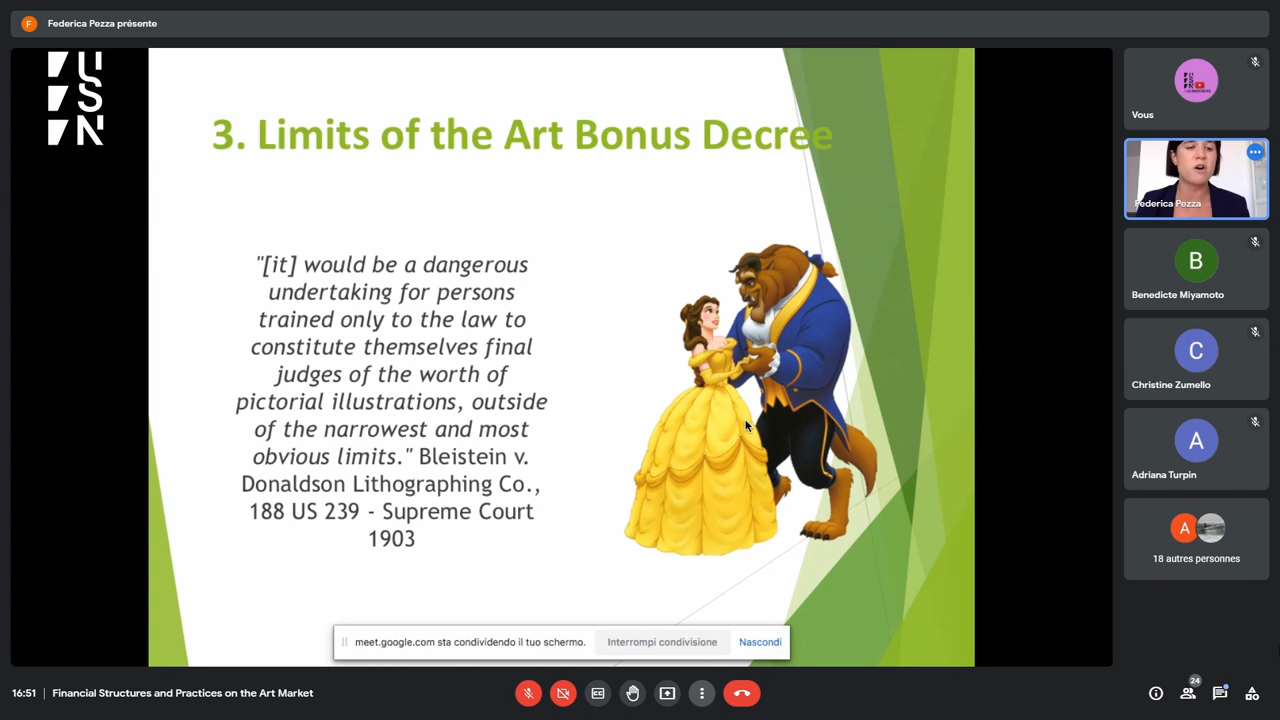 F
Federica Pezza présente
USN
3. Limits of the Art Bonus Decree
"[it] would be a dangerous
undertaking for persons
trained only to the law to
constitute themselves final
judges of the worth of
pictorial illustrations, outside
of the narrowest and most
obvious limits." Bleistein v.
Donaldson Lithographing Co.,
188 US 239 - Supreme Court
1903
meet.google.com sta condividendo il tuo schermo.
Interrompi condivisione
Nascondi
Vous
Federica Pezza
B
Benedicte Miyamoto
C
Christine Zumello
A
Adriana Turpin
A
18 autres personnes
16:51 | Financial Structures and Practices on the Art Market
24